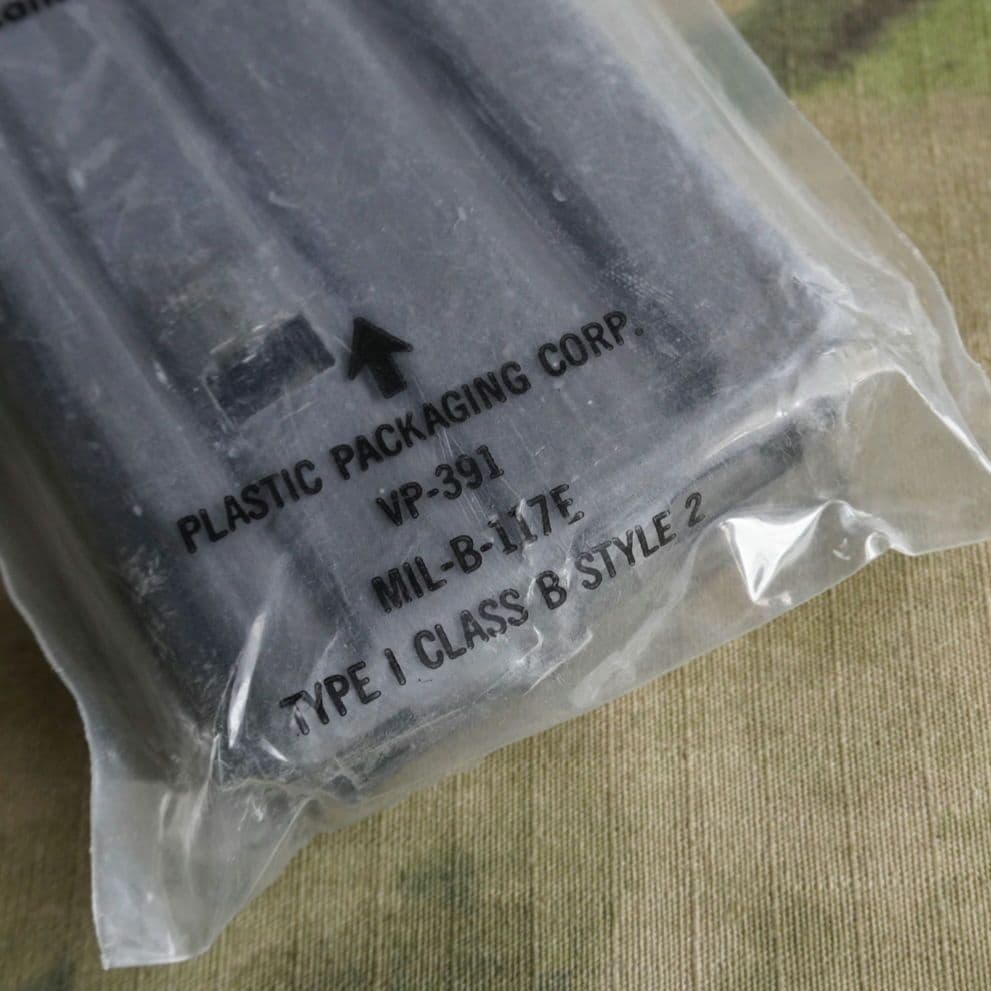 PLASTIC PACKAGING CORP.
VP-391
MIL-B-117E
TYPE I CLASS B STYLE 2